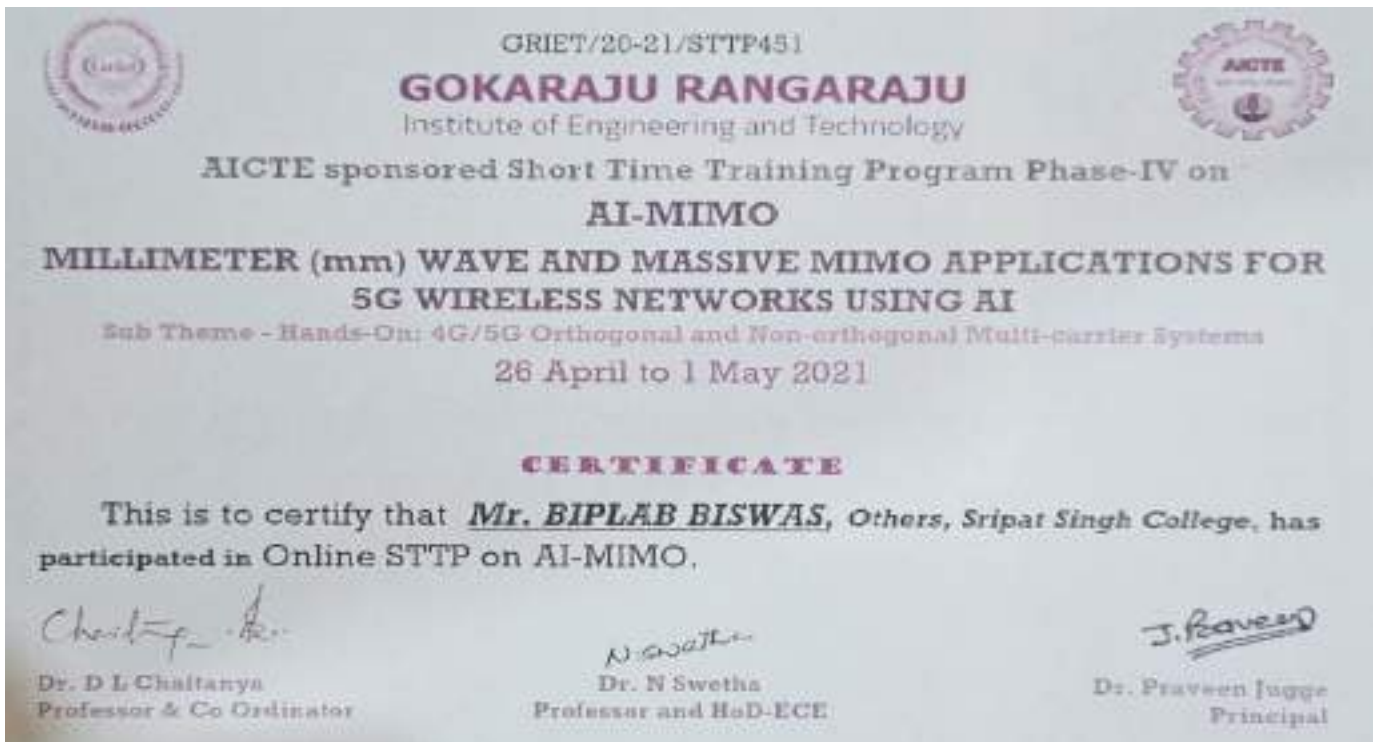 GRIET/20-21/STTP451
GOKARAJU RANGARAJU
Institute of Engineering and Technology
AICTE
AICTE sponsored Short Time Training Program Phase-IV on
AI-MIMO
MILLIMETER (mm) WAVE AND MASSIVE MIMO APPLICATIONS FOR
5G WIRELESS NETWORKS USING AI
Sub Theme - Hands-On: 4G/5G Orthogonal and Non-orthogonal Multi-carrier Systems
26 April to 1 May 2021
CERTIFICATE
This is to certify that Mr. BIPLAB BISWAS, Others, Sripat Singh College, has
participated in Online STTP on AI-MIMO.
N Swetha
J. Praveen
Dr. D L Chaitanya
Professor & Co Ordinator
Dr. N Swetha
Professor and HoD-ECE
Dr. Praveen Jugge
Principal